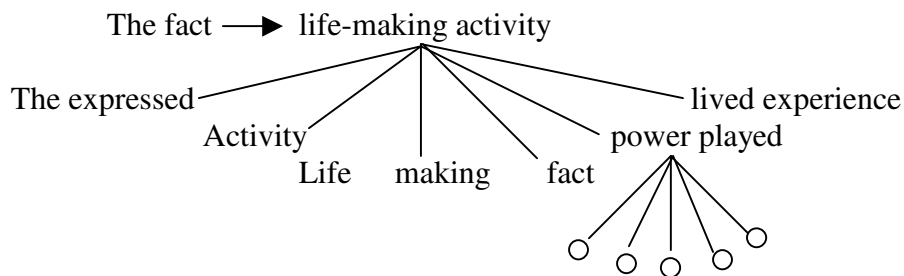 The fact life-making activity
The expressed lived experience
Activity power played
Life making fact